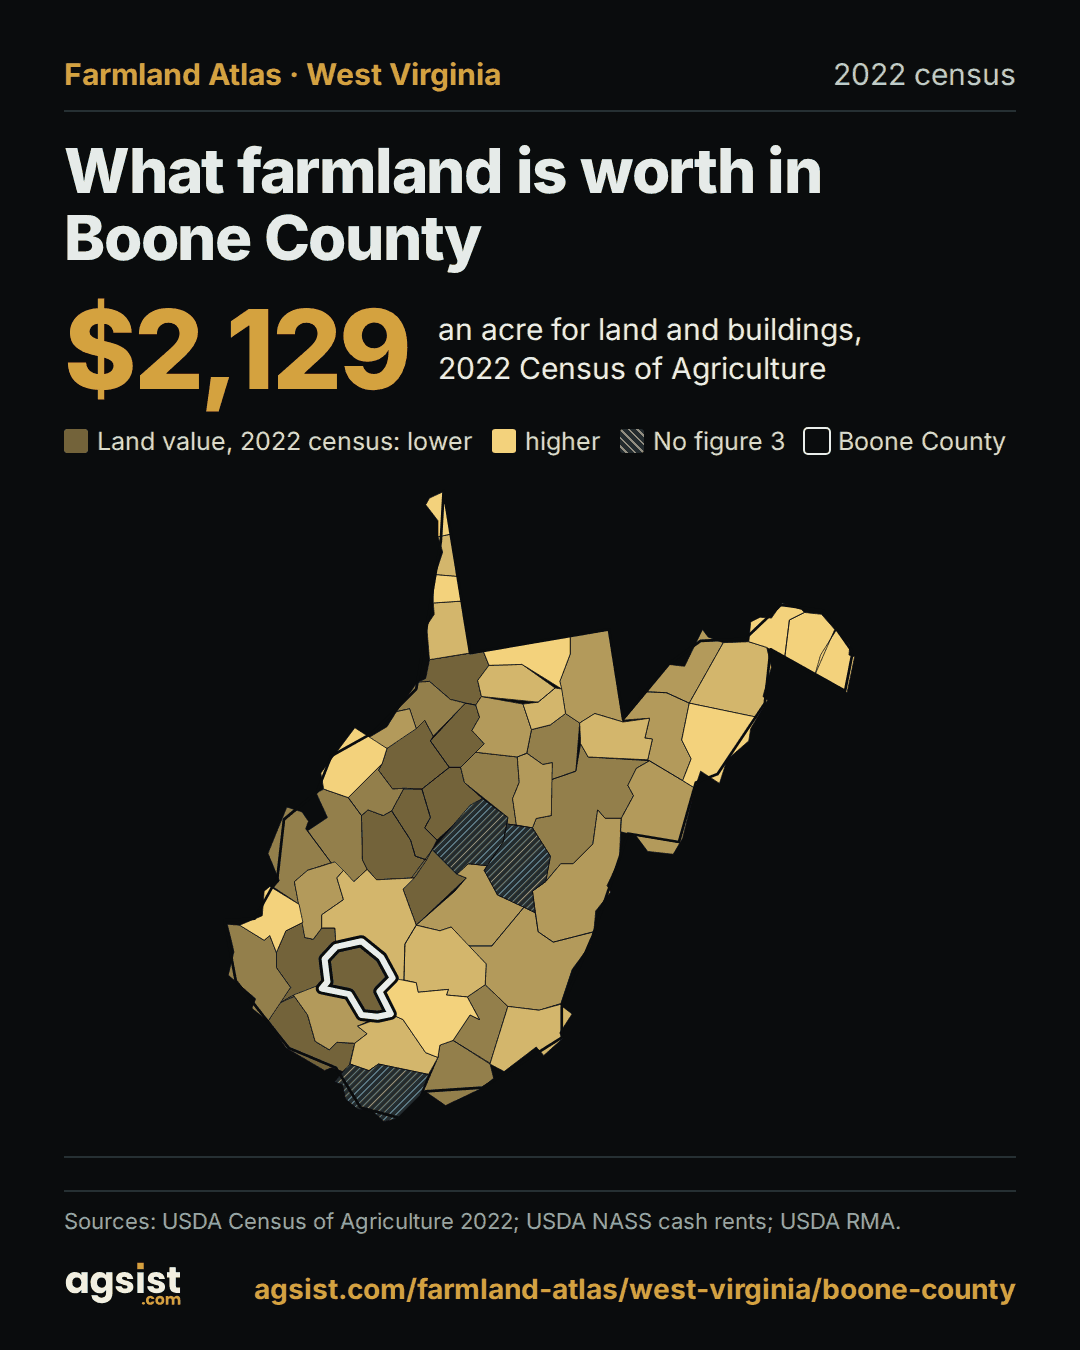 Farmland Atlas · West Virginia
2022 census
What farmland is worth in
Boone County
$2,129
an acre for land and buildings,
2022 Census of Agriculture
Land value, 2022 census: lower
higher
No figure 3
Boone County
Sources: USDA Census of Agriculture 2022; USDA NASS cash rents; USDA RMA.
agsist
.com
agsist.com/farmland-atlas/west-virginia/boone-county